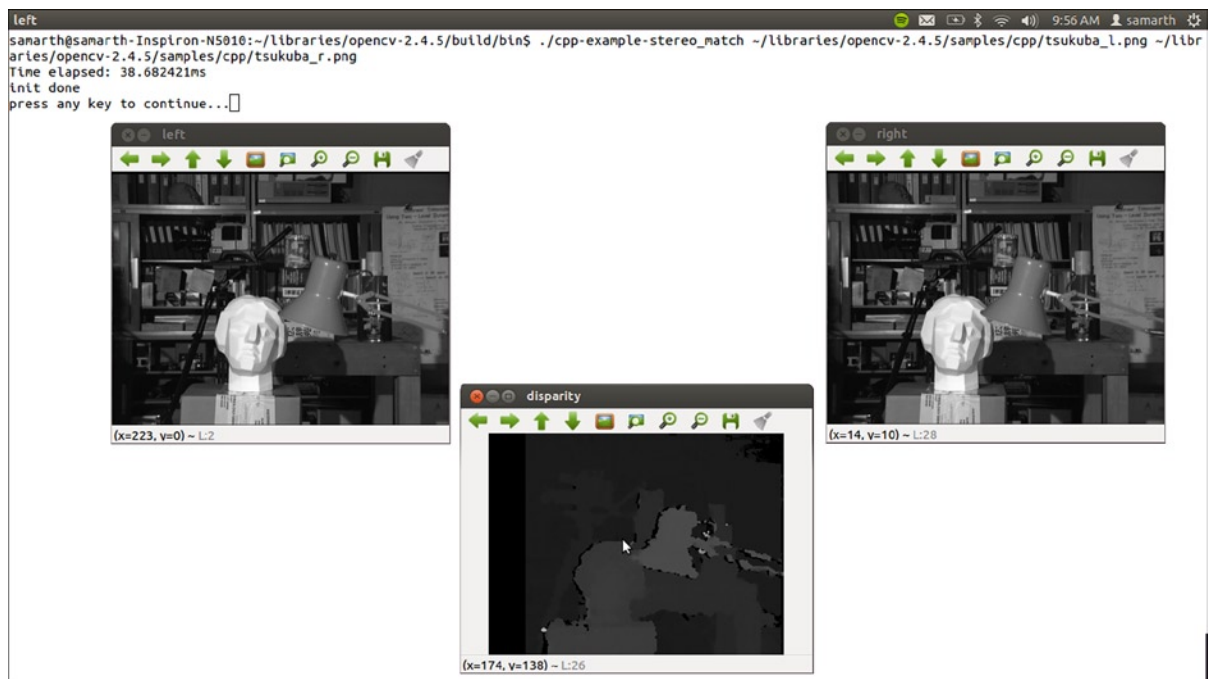 left
9:56 AM samarth
samarth@samarth-Inspiron-N5010:~/libraries/opencv-2.4.5/build/bin$ ./cpp-example-stereo_match ~/libraries/opencv-2.4.5/samples/cpp/tsukuba_l.png ~/libr
aries/opencv-2.4.5/samples/cpp/tsukuba_r.png
Time elapsed: 38.682421ms
init done
press any key to continue...
left
right
(x=223, y=0) ~ L:2
(x=14, y=10) ~ L:28
disparity
(x=174, y=138) ~ L:26